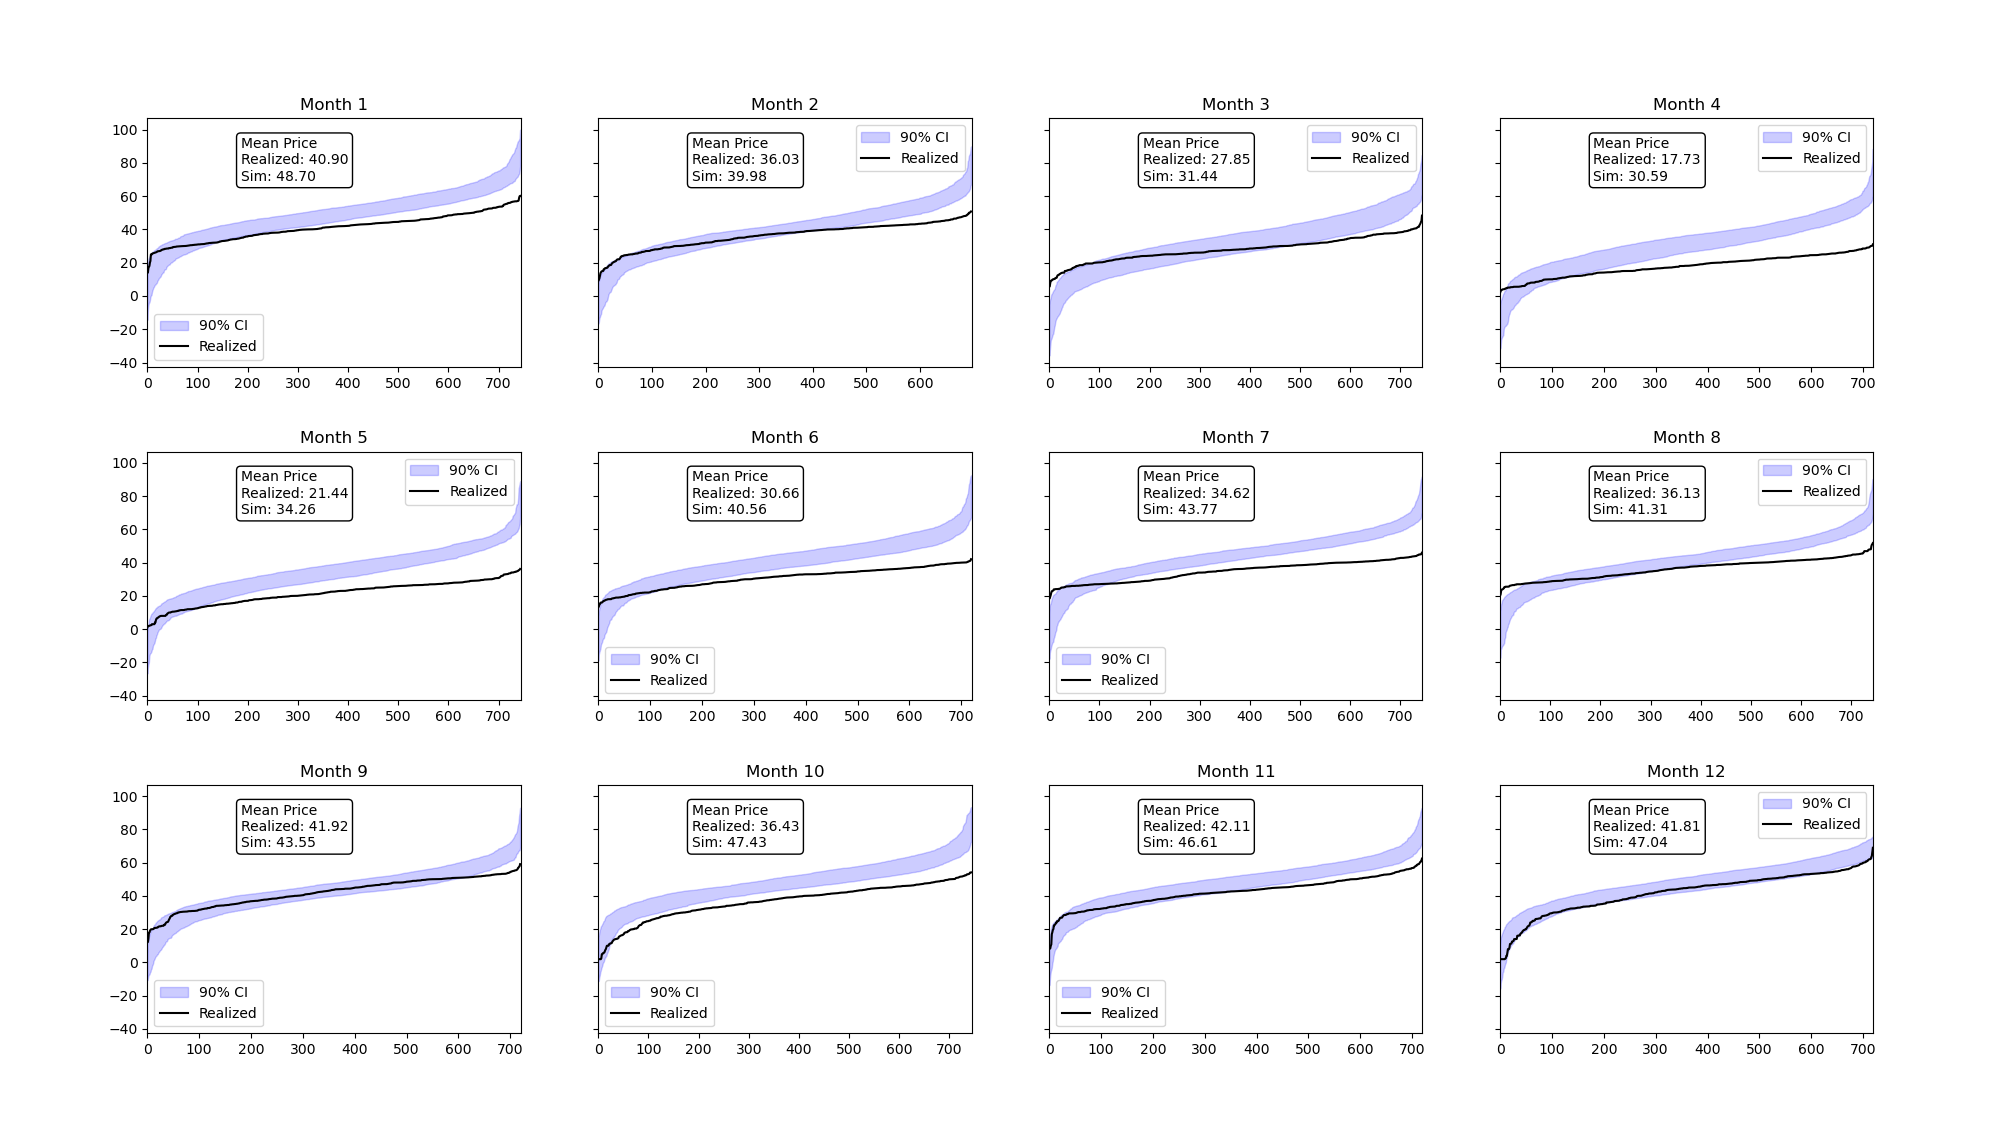 Month 1
Mean Price
Realized: 40.90
Sim: 48.70
90% CI
Realized
100
80
60
40
20
0
−20
−40
0 100 200 300 400 500 600 700
Month 2
Mean Price
Realized: 36.03
Sim: 39.98
90% CI
Realized
0 100 200 300 400 500 600
Month 3
Mean Price
Realized: 27.85
Sim: 31.44
90% CI
Realized
0 100 200 300 400 500 600 700
Month 4
Mean Price
Realized: 17.73
Sim: 30.59
90% CI
Realized
0 100 200 300 400 500 600 700
Month 5
Mean Price
Realized: 21.44
Sim: 34.26
90% CI
Realized
100
80
60
40
20
0
−20
−40
0 100 200 300 400 500 600 700
Month 6
Mean Price
Realized: 30.66
Sim: 40.56
90% CI
Realized
0 100 200 300 400 500 600 700
Month 7
Mean Price
Realized: 34.62
Sim: 43.77
90% CI
Realized
0 100 200 300 400 500 600 700
Month 8
Mean Price
Realized: 36.13
Sim: 41.31
90% CI
Realized
0 100 200 300 400 500 600 700
Month 9
Mean Price
Realized: 41.92
Sim: 43.55
90% CI
Realized
100
80
60
40
20
0
−20
−40
0 100 200 300 400 500 600 700
Month 10
Mean Price
Realized: 36.43
Sim: 47.43
90% CI
Realized
0 100 200 300 400 500 600 700
Month 11
Mean Price
Realized: 42.11
Sim: 46.61
90% CI
Realized
0 100 200 300 400 500 600 700
Month 12
Mean Price
Realized: 41.81
Sim: 47.04
90% CI
Realized
0 100 200 300 400 500 600 700